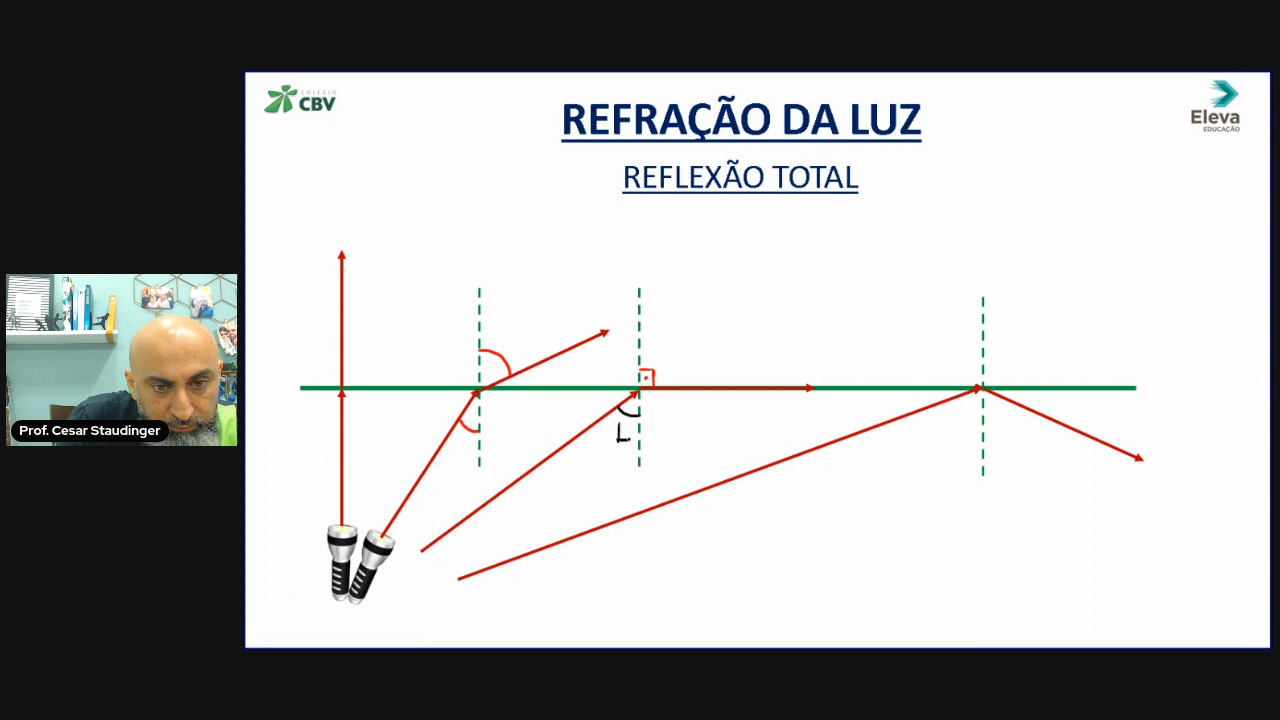 COLÉGIO
CBV
REFRAÇÃO DA LUZ
Eleva
EDUCAÇÃO
REFLEXÃO TOTAL
L
Prof. Cesar Staudinger